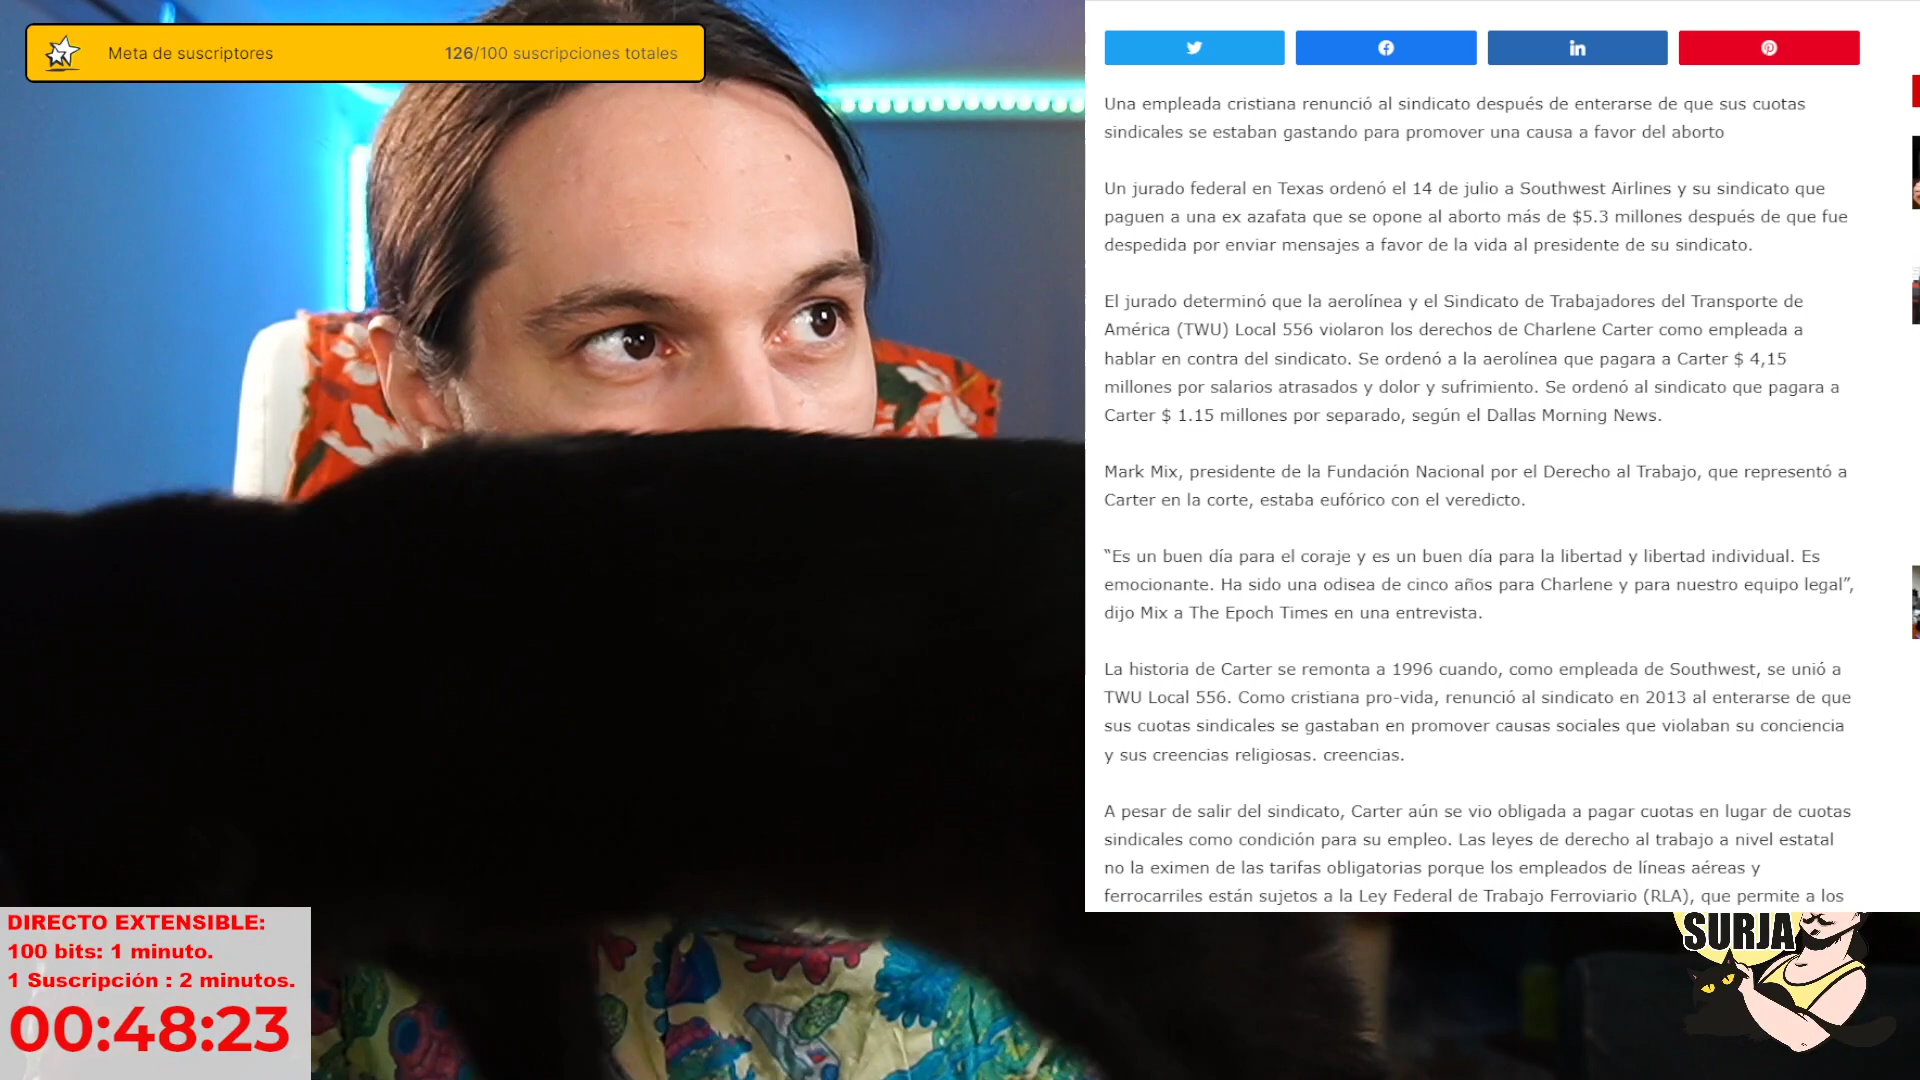 Meta de suscriptores 126/100 suscripciones totales
Una empleada cristiana renunció al sindicato después de enterarse de que sus cuotas
sindicales se estaban gastando para promover una causa a favor del aborto
Un jurado federal en Texas ordenó el 14 de julio a Southwest Airlines y su sindicato que
paguen a una ex azafata que se opone al aborto más de $5.3 millones después de que fue
despedida por enviar mensajes a favor de la vida al presidente de su sindicato.
El jurado determinó que la aerolínea y el Sindicato de Trabajadores del Transporte de
América (TWU) Local 556 violaron los derechos de Charlene Carter como empleada a
hablar en contra del sindicato. Se ordenó a la aerolínea que pagara a Carter $ 4,15
millones por salarios atrasados y dolor y sufrimiento. Se ordenó al sindicato que pagara a
Carter $ 1.15 millones por separado, según el Dallas Morning News.
Mark Mix, presidente de la Fundación Nacional por el Derecho al Trabajo, que representó a
Carter en la corte, estaba eufórico con el veredicto.
“Es un buen día para el coraje y es un buen día para la libertad y libertad individual. Es
emocionante. Ha sido una odisea de cinco años para Charlene y para nuestro equipo legal”,
dijo Mix a The Epoch Times en una entrevista.
La historia de Carter se remonta a 1996 cuando, como empleada de Southwest, se unió a
TWU Local 556. Como cristiana pro-vida, renunció al sindicato en 2013 al enterarse de que
sus cuotas sindicales se gastaban en promover causas sociales que violaban su conciencia
y sus creencias religiosas. creencias.
A pesar de salir del sindicato, Carter aún se vio obligada a pagar cuotas en lugar de cuotas
sindicales como condición para su empleo. Las leyes de derecho al trabajo a nivel estatal
no la eximen de las tarifas obligatorias porque los empleados de líneas aéreas y
ferrocarriles están sujetos a la Ley Federal de Trabajo Ferroviario (RLA), que permite a los
DIRECTO EXTENSIBLE:
100 bits: 1 minuto.
1 Suscripción : 2 minutos.
00:48:23
SURJA